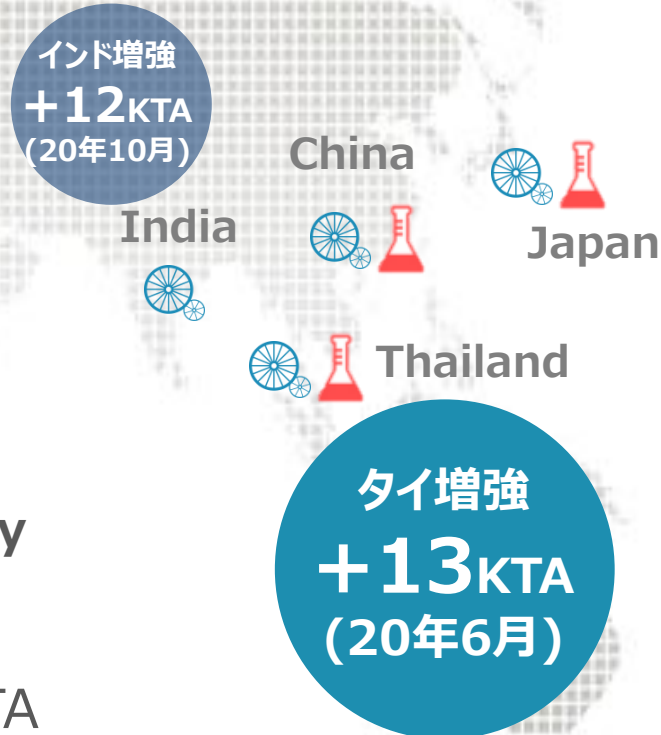 インド増強
+12KTA
(20年10月)
China
India
Japan
Thailand
タイ増強
+13KTA
(20年6月)
y
TA